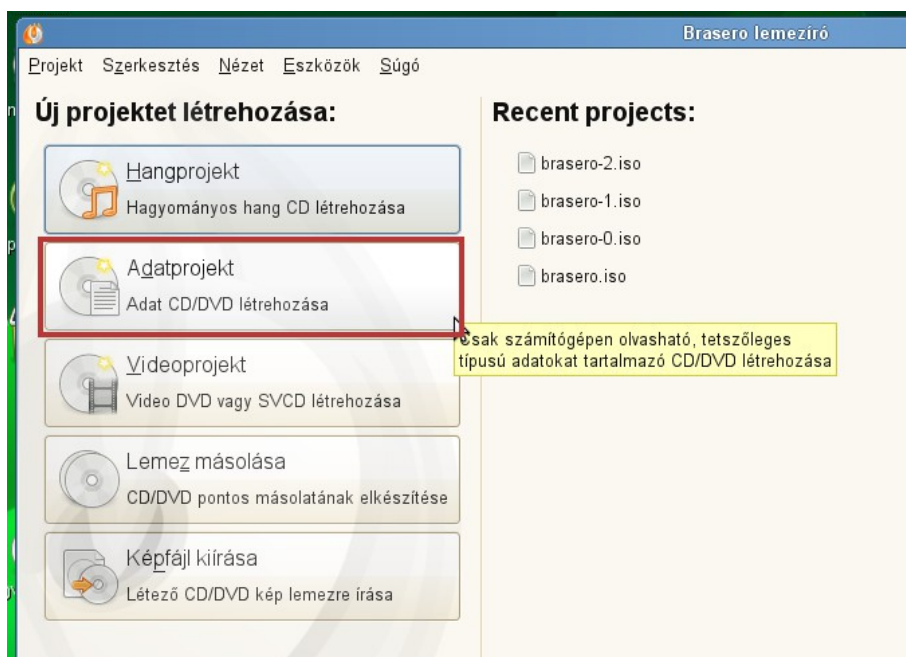 Brasero lemezíró
Projekt Szerkesztés Nézet Eszközök Súgó
Új projektet létrehozása:
Hangprojekt
Hagyományos hang CD létrehozása
Adatprojekt
Adat CD/DVD létrehozása
Videoprojekt
Video DVD vagy SVCD létrehozása
Lemez másolása
CD/DVD pontos másolatának elkészítése
Képfájl kiírása
Létező CD/DVD kép lemezre írása
Recent projects:
brasero-2.iso
brasero-1.iso
brasero-0.iso
brasero.iso
Csak számítógépen olvasható, tetszőleges
típusú adatokat tartalmazó CD/DVD létrehozása